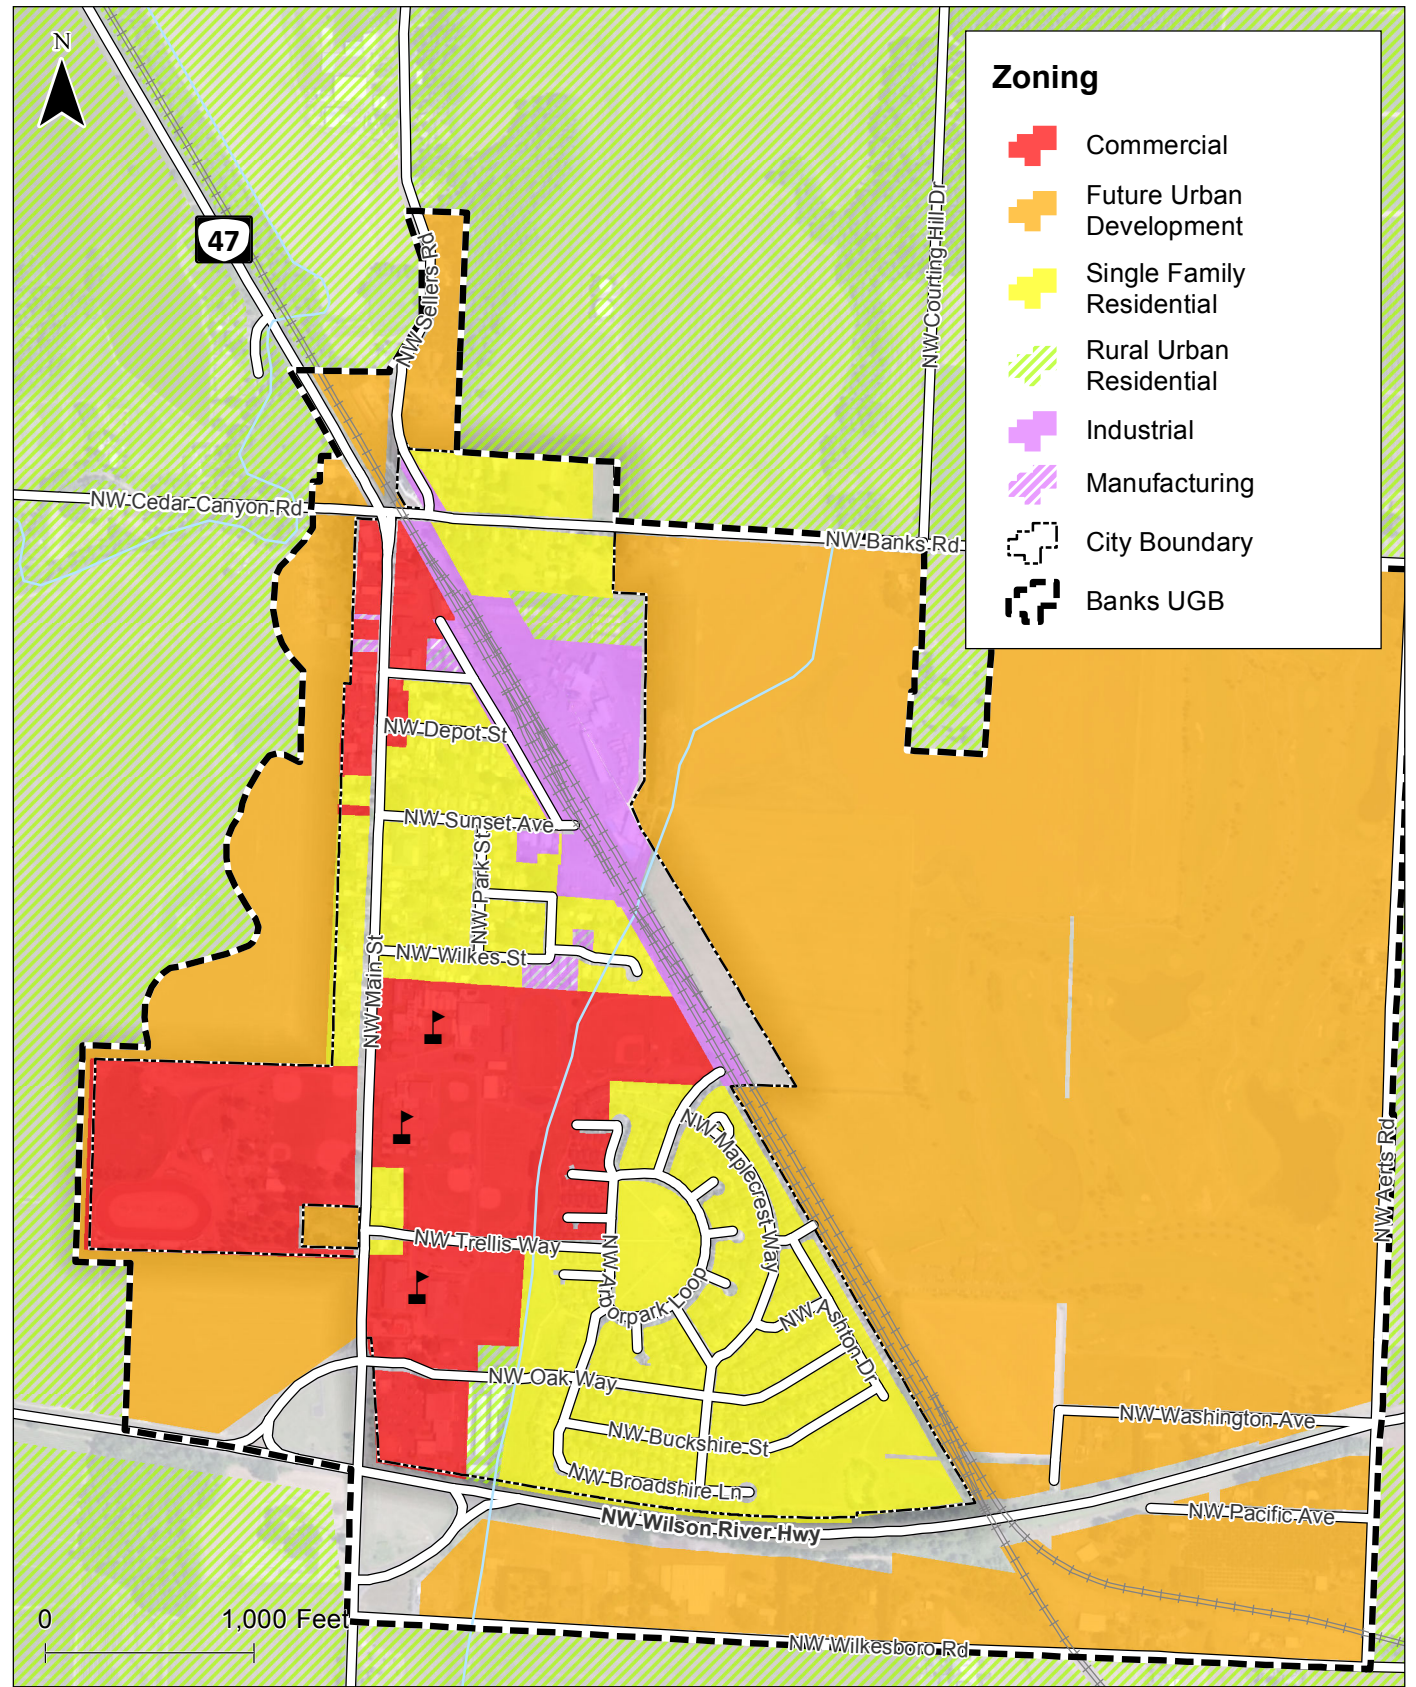 N
Zoning
Commercial
Future Urban
Development
Single Family
Residential
Rural Urban
Residential
Industrial
Manufacturing
City Boundary
Banks UGB
47
NW Sellers Rd
NW Courting Hill Dr
NW Cedar Canyon Rd
NW Banks Rd
NW Depot St
NW Sunset Ave
NW Park St
NW Wilkes St
NW Main St
NW Maplecrest Way
NW Aerts Rd
NW Trellis Way
NW Arborpark Loop
NW Ashton Dr
NW Oak Way
NW Washington Ave
NW Buckshire St
NW Broadshire Ln
NW Wilson River Hwy
NW Pacific Ave
0 1,000 Feet
NW Wilkesboro Rd